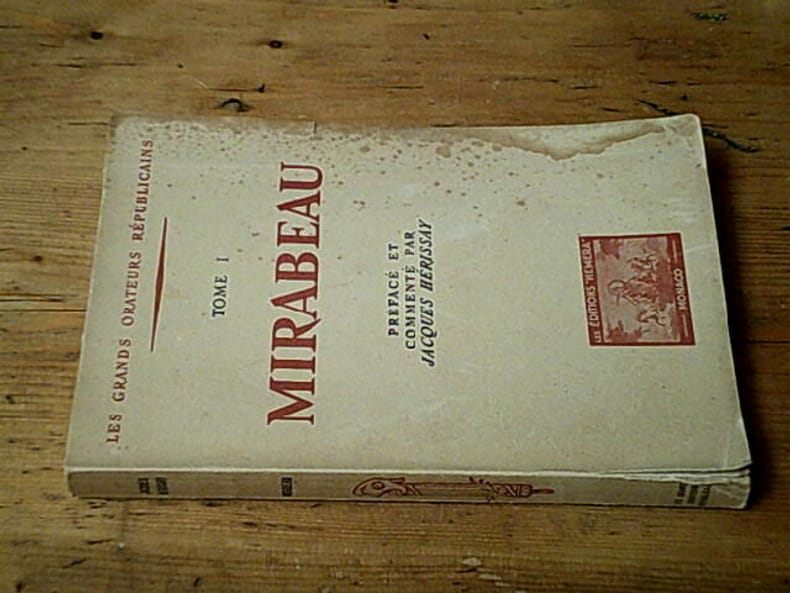 LES GRANDS ORATEURS RÉPUBLICAINS
TOME I
MIRABEAU
PRÉFACÉ ET
COMMENTÉ PAR
JACQUES HÉRISSAY
LES ÉDITIONS "HEMERA"
MONACO